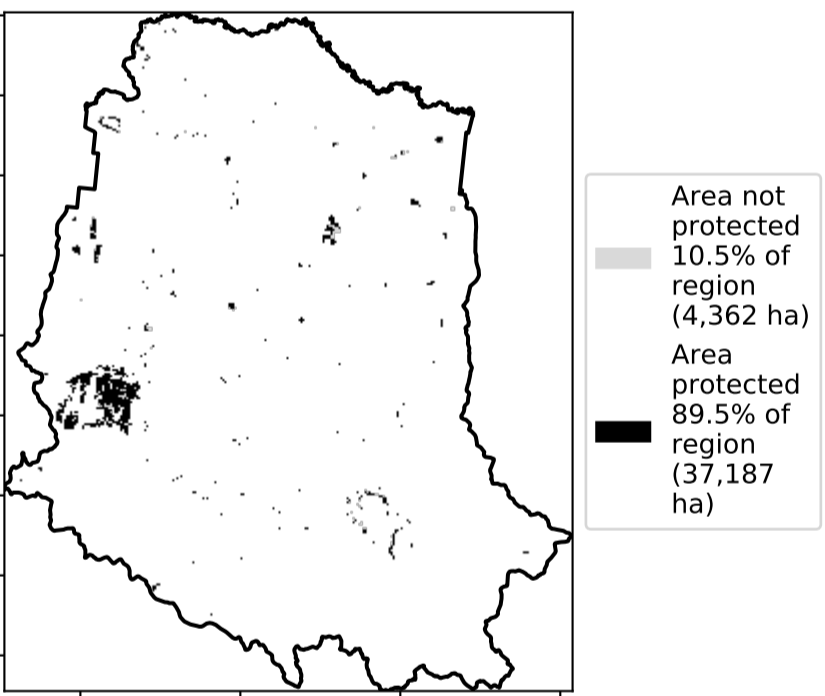 Area not
protected
10.5% of
region
(4,362 ha)
Area
protected
89.5% of
region
(37,187
ha)